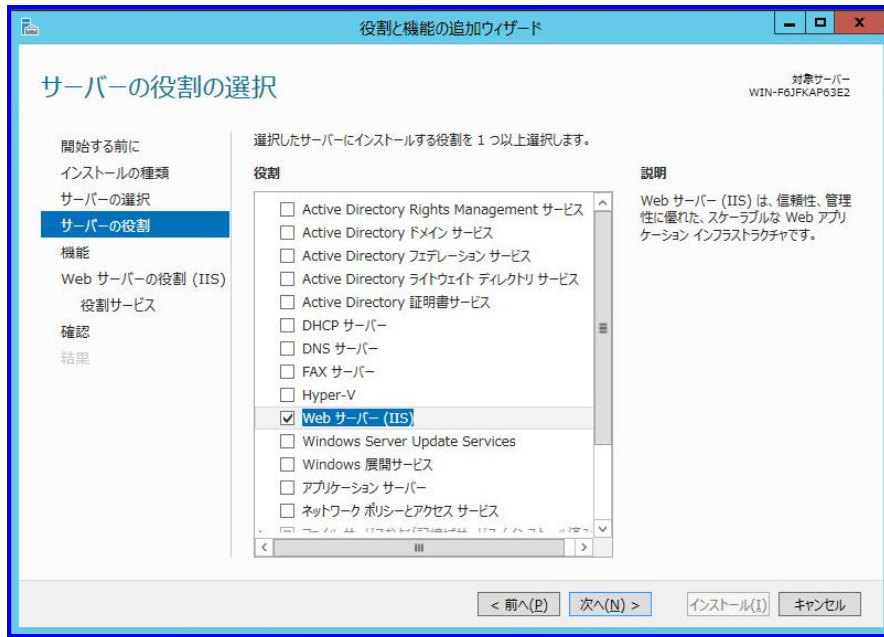 役割と機能の追加ウィザード
サーバーの役割の選択
対象サーバー
WIN-F6JFKAP63E2
開始する前に
インストールの種類
サーバーの選択
サーバーの役割
機能
Web サーバーの役割 (IIS)
役割サービス
確認
結果
選択したサーバーにインストールする役割を 1 つ以上選択します。
役割
Active Directory Rights Management サービス
Active Directory ドメイン サービス
Active Directory フェデレーション サービス
Active Directory ライトウェイト ディレクトリ サービス
Active Directory 証明書サービス
DHCP サーバー
DNS サーバー
FAX サーバー
Hyper-V
Web サーバー (IIS)
Windows Server Update Services
Windows 展開サービス
アプリケーション サーバー
ネットワーク ポリシーとアクセス サービス
説明
Web サーバー (IIS) は、信頼性、管理
性に優れた、スケーラブルな Web アプリ
ケーション インフラストラクチャです。
< 前へ(P)
次へ(N) >
インストール(I)
キャンセル